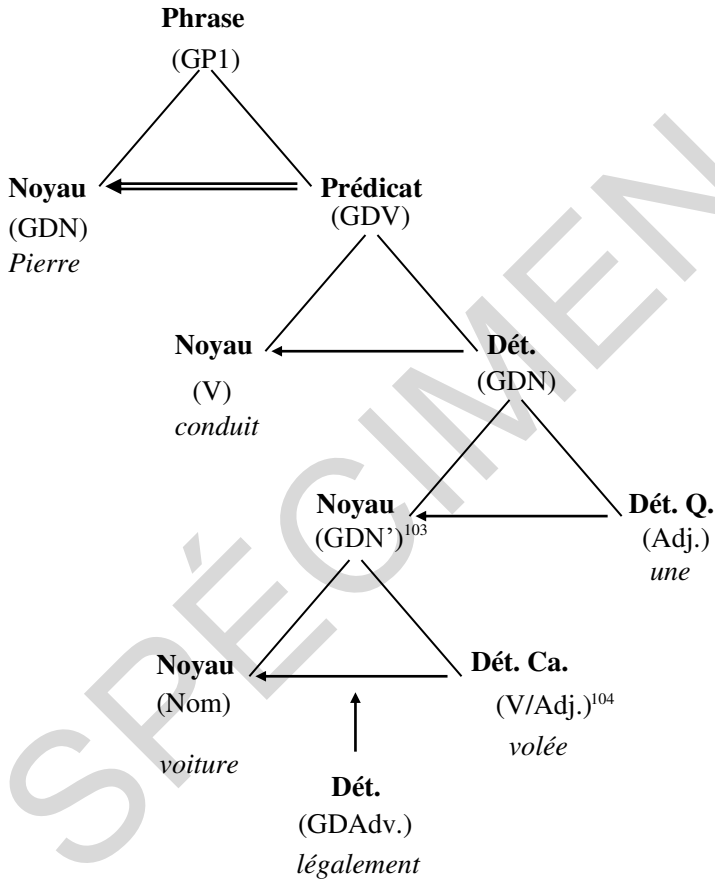 Phrase
(GP1)
Noyau Prédicat
(GDN) (GDV)
Pierre
Noyau Dét.
(V) (GDN)
conduit
Noyau Dét. Q.
(GDN’)103 (Adj.)
une
Noyau Dét. Ca.
(Nom) (V/Adj.)104
voiture volée
Dét.
(GDAdv.)
légalement
SPÉCIMEN